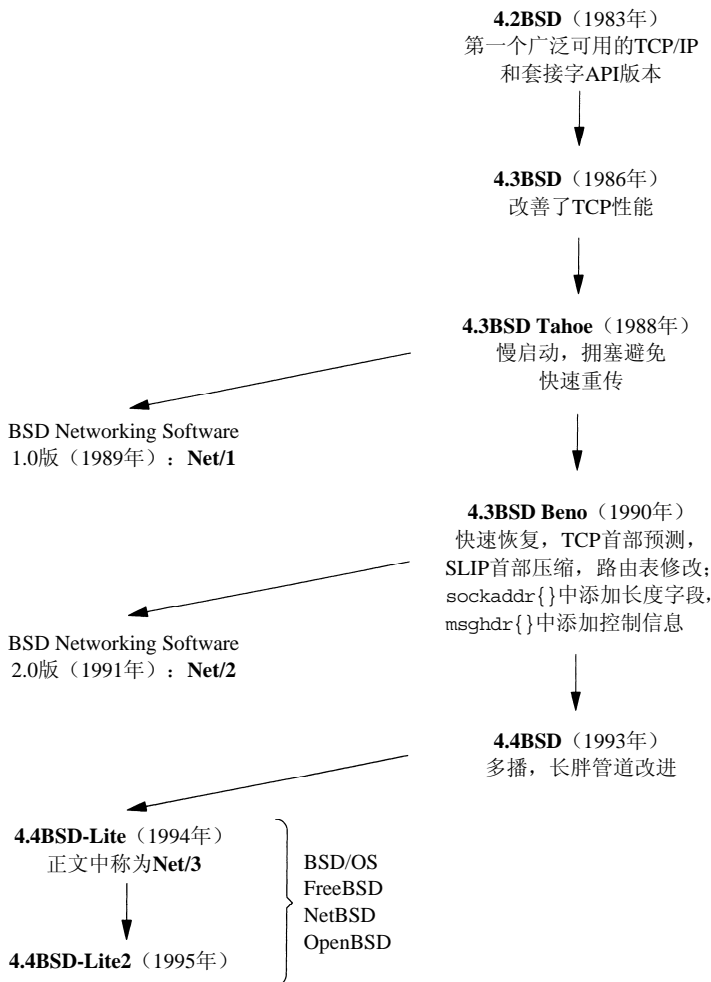 4.2BSD（1983年）
第一个广泛可用的TCP/IP
和套接字API版本
4.3BSD（1986年）
改善了TCP性能
4.3BSD Tahoe（1988年）
慢启动，拥塞避免
快速重传
BSD Networking Software
1.0版（1989年）：Net/1
4.3BSD Beno（1990年）
快速恢复，TCP首部预测，
SLIP首部压缩，路由表修改；
sockaddr{}中添加长度字段，
msghdr{}中添加控制信息
BSD Networking Software
2.0版（1991年）：Net/2
4.4BSD（1993年）
多播，长胖管道改进
4.4BSD-Lite（1994年）
正文中称为Net/3
4.4BSD-Lite2（1995年）
BSD/OS
FreeBSD
NetBSD
OpenBSD